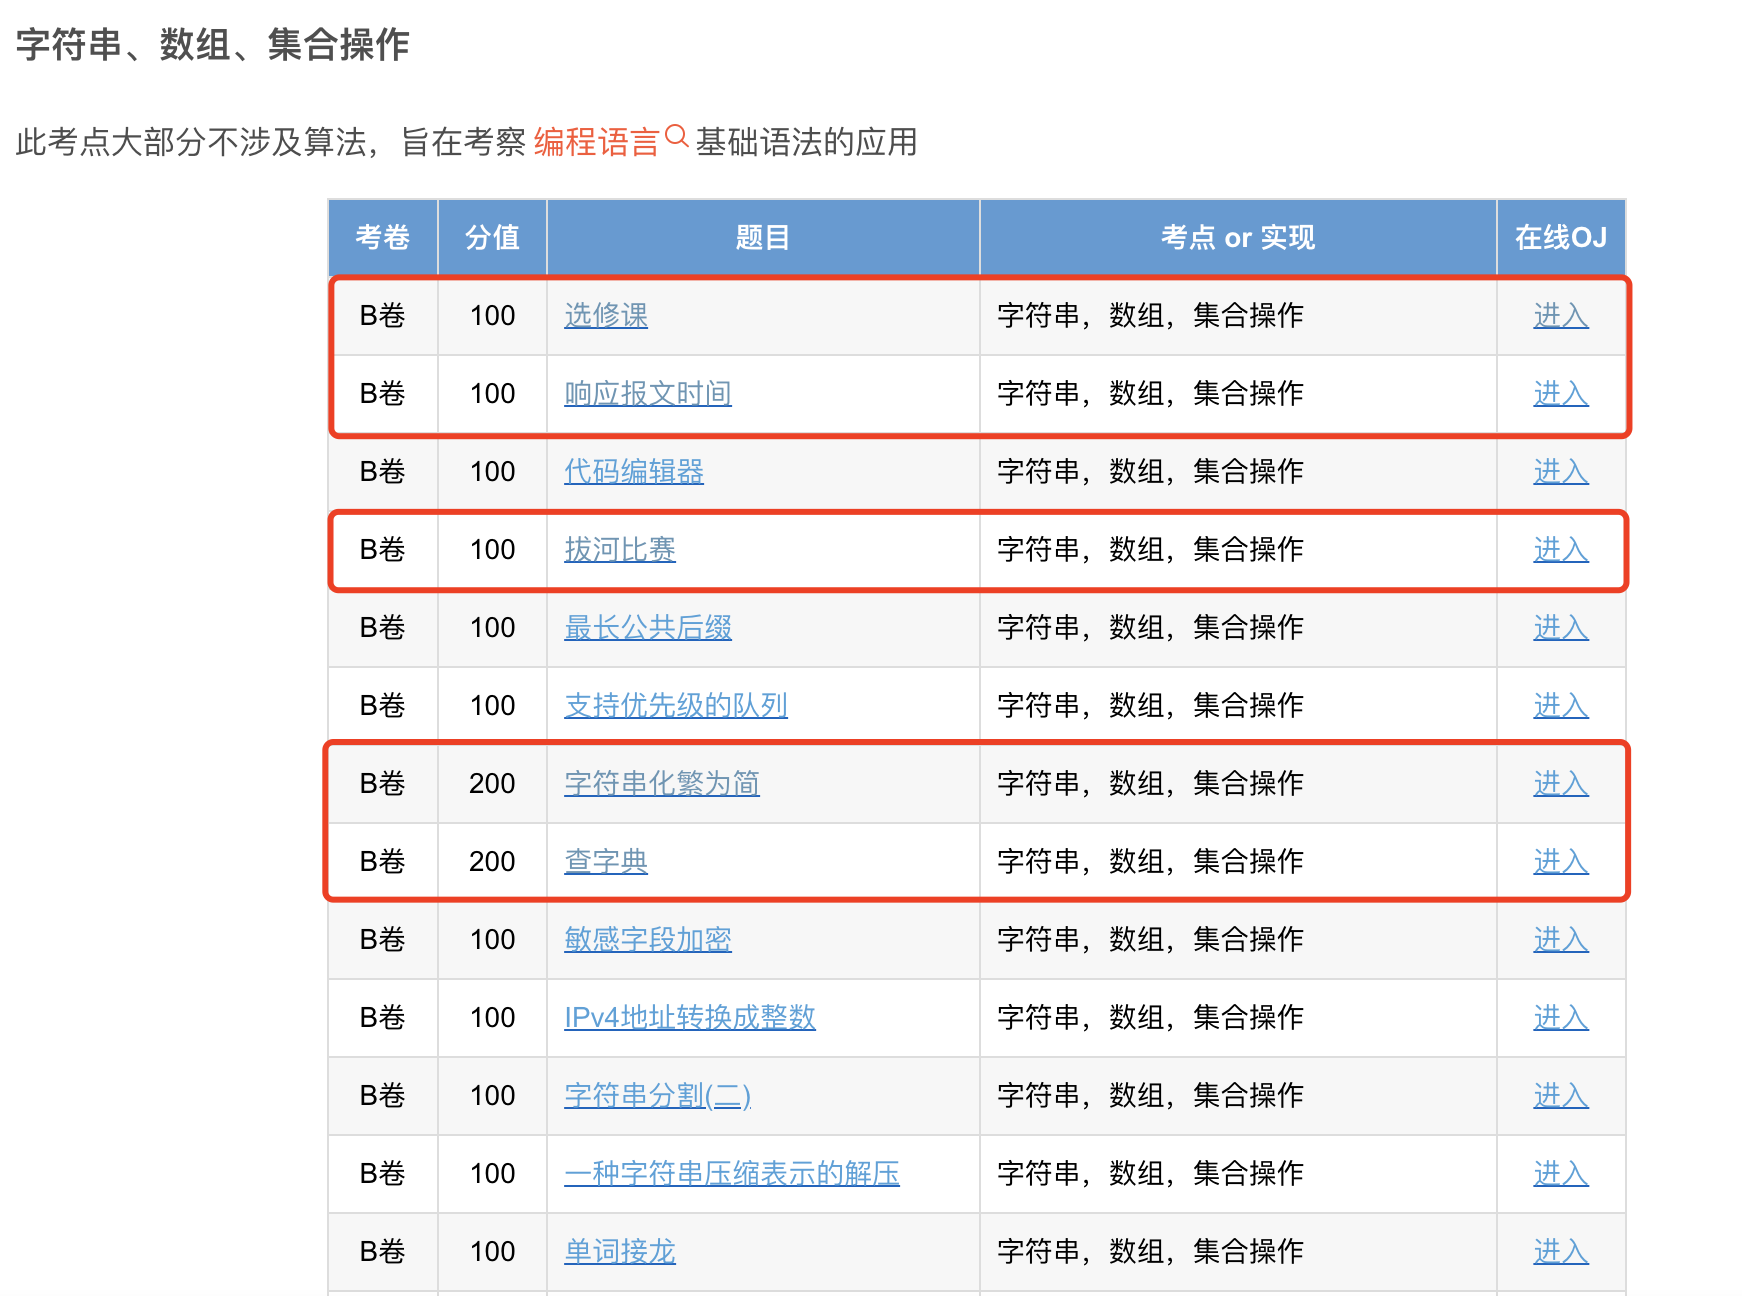 字符串、数组、集合操作
此考点大部分不涉及算法，旨在考察 编程语言 基础语法的应用
考卷 分值 题目 考点 or 实现 在线OJ
B卷 100 选修课 字符串，数组，集合操作 进入
B卷 100 响应报文时间 字符串，数组，集合操作 进入
B卷 100 代码编辑器 字符串，数组，集合操作 进入
B卷 100 拔河比赛 字符串，数组，集合操作 进入
B卷 100 最长公共后缀 字符串，数组，集合操作 进入
B卷 100 支持优先级的队列 字符串，数组，集合操作 进入
B卷 200 字符串化繁为简 字符串，数组，集合操作 进入
B卷 200 查字典 字符串，数组，集合操作 进入
B卷 100 敏感字段加密 字符串，数组，集合操作 进入
B卷 100 IPv4地址转换成整数 字符串，数组，集合操作 进入
B卷 100 字符串分割(二) 字符串，数组，集合操作 进入
B卷 100 一种字符串压缩表示的解压 字符串，数组，集合操作 进入
B卷 100 单词接龙 字符串，数组，集合操作 进入